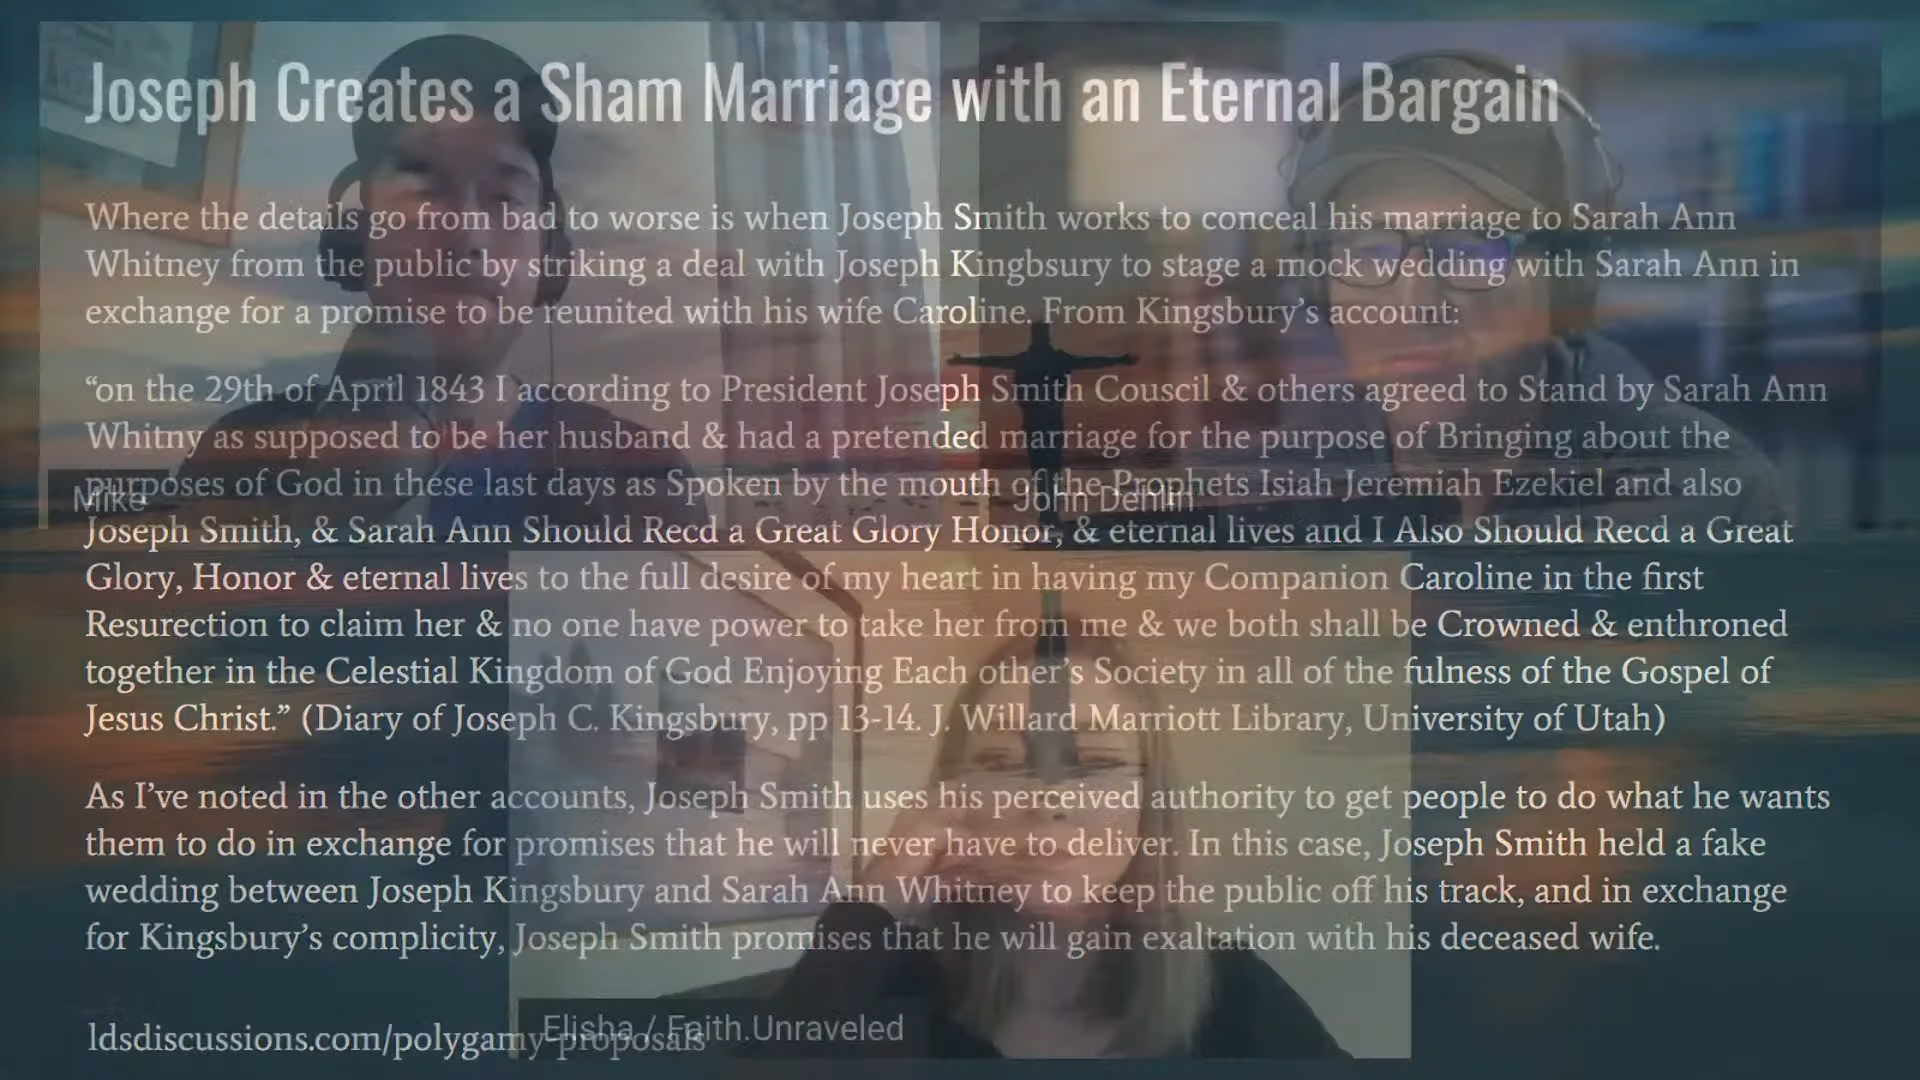 Joseph Creates a Sham Marriage with an Eternal Bargain
Where the details go from bad to worse is when Joseph Smith works to conceal his marriage to Sarah Ann
Whitney from the public by striking a deal with Joseph Kingbsury to stage a mock wedding with Sarah Ann in
exchange for a promise to be reunited with his wife Caroline. From Kingsbury's account:
“on the 29th of April 1843 I according to President Joseph Smith Couscil & others agreed to Stand by Sarah Ann
Whitny as supposed to be her husband & had a pretended marriage for the purpose of Bringing about the
purposes of God in these last days as Spoken by the mouth of the Prophets Isiah Jeremiah Ezekiel and also
Mike
John Dehlin
Joseph Smith, & Sarah Ann Should Recd a Great Glory Honor, & eternal lives and I Also Should Recd a Great
Glory, Honor & eternal lives to the full desire of my heart in having my Companion Caroline in the first
Resurection to claim her & no one have power to take her from me & we both shall be Crowned & enthroned
together in the Celestial Kingdom of God Enjoying Each other's Society in all of the fulness of the Gospel of
Jesus Christ.” (Diary of Joseph C. Kingsbury, pp 13-14. J. Willard Marriott Library, University of Utah)
As I've noted in the other accounts, Joseph Smith uses his perceived authority to get people to do what he wants
them to do in exchange for promises that he will never have to deliver. In this case, Joseph Smith held a fake
wedding between Joseph Kingsbury and Sarah Ann Whitney to keep the public off his track, and in exchange
for Kingsbury's complicity, Joseph Smith promises that he will gain exaltation with his deceased wife.
Elisha / Faith.Unraveled
ldsdiscussions.com/polygamy-proposals